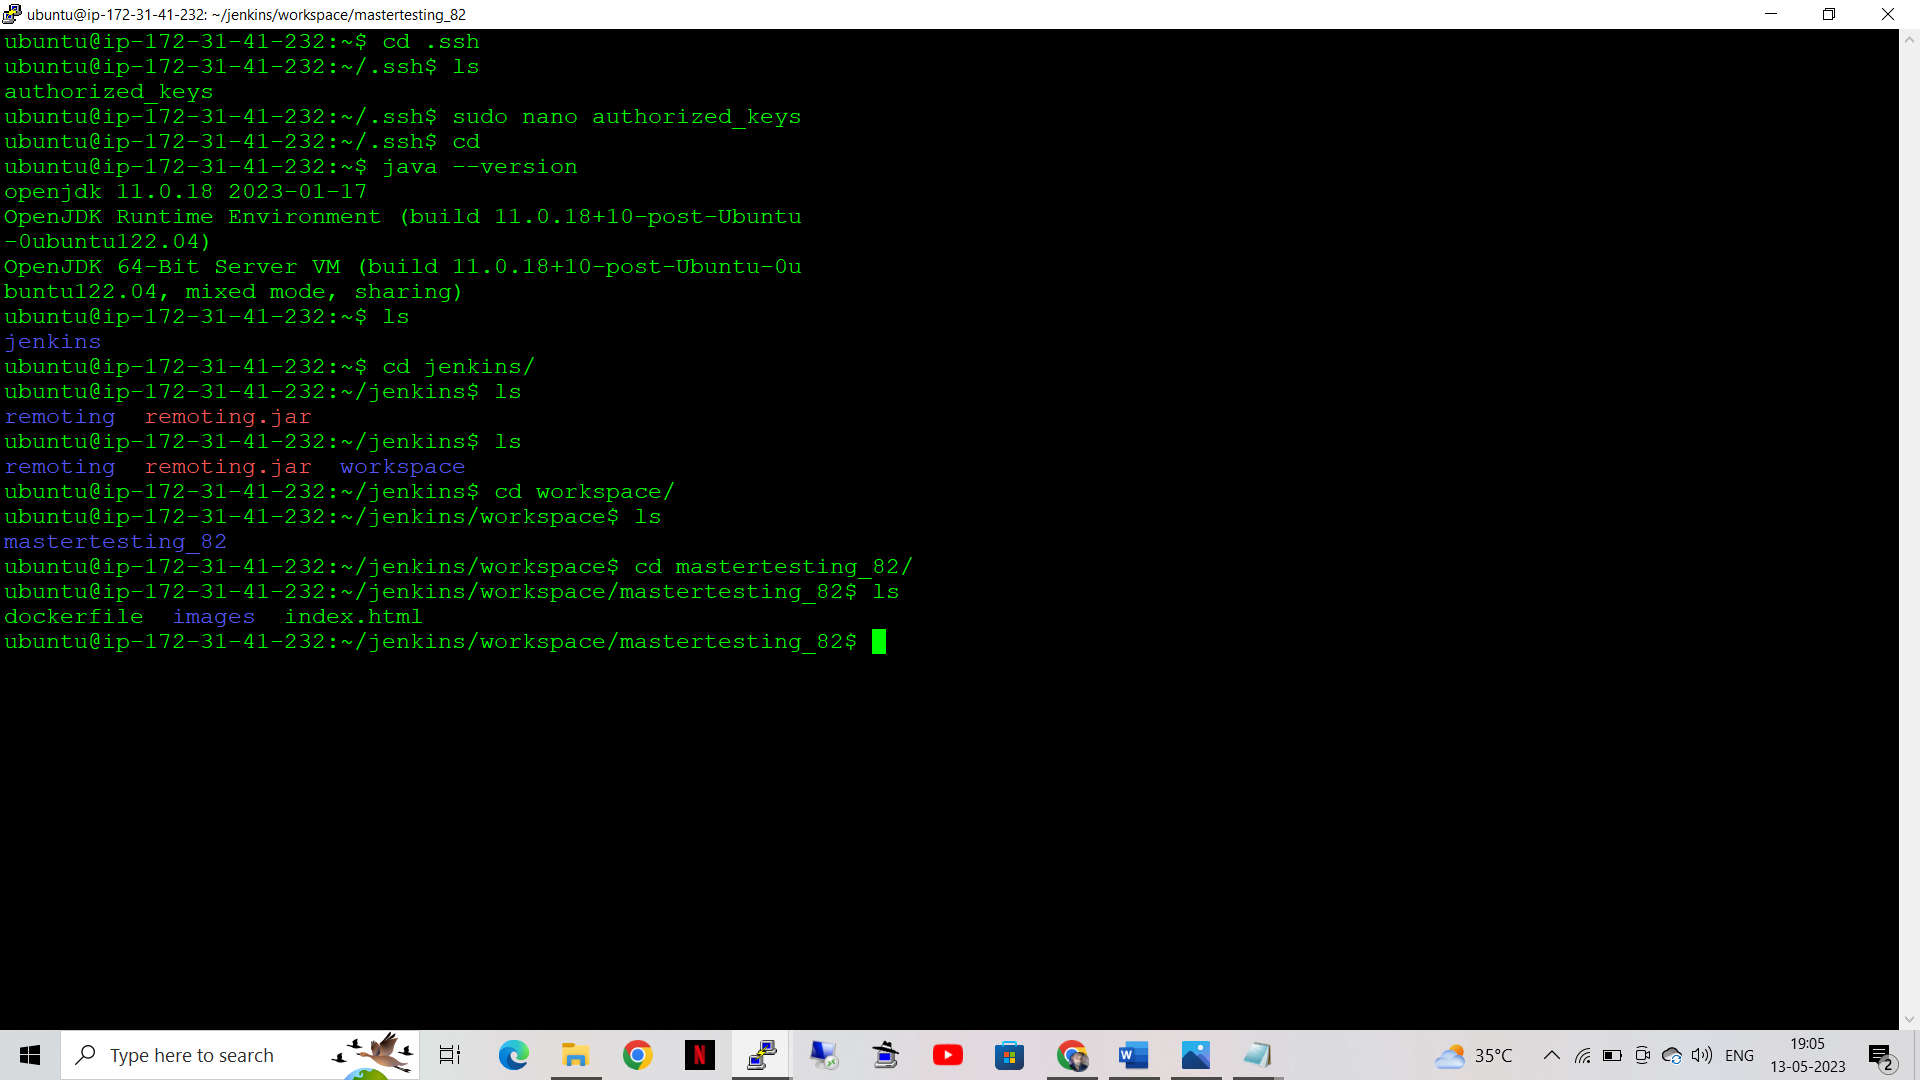 ubuntu@ip-172-31-41-232: ~/jenkins/workspace/mastertesting_82
ubuntu@ip-172-31-41-232:~$ cd .ssh
ubuntu@ip-172-31-41-232:~/.ssh$ ls
authorized_keys
ubuntu@ip-172-31-41-232:~/.ssh$ sudo nano authorized_keys
ubuntu@ip-172-31-41-232:~/.ssh$ cd
ubuntu@ip-172-31-41-232:~$ java --version
openjdk 11.0.18 2023-01-17
OpenJDK Runtime Environment (build 11.0.18+10-post-Ubuntu
-0ubuntu122.04)
OpenJDK 64-Bit Server VM (build 11.0.18+10-post-Ubuntu-0u
buntu122.04, mixed mode, sharing)
ubuntu@ip-172-31-41-232:~$ ls
jenkins
ubuntu@ip-172-31-41-232:~$ cd jenkins/
ubuntu@ip-172-31-41-232:~/jenkins$ ls
remoting  remoting.jar
ubuntu@ip-172-31-41-232:~/jenkins$ ls
remoting  remoting.jar  workspace
ubuntu@ip-172-31-41-232:~/jenkins$ cd workspace/
ubuntu@ip-172-31-41-232:~/jenkins/workspace$ ls
mastertesting_82
ubuntu@ip-172-31-41-232:~/jenkins/workspace$ cd mastertesting_82/
ubuntu@ip-172-31-41-232:~/jenkins/workspace/mastertesting_82$ ls
dockerfile  images  index.html
ubuntu@ip-172-31-41-232:~/jenkins/workspace/mastertesting_82$
Type here to search
N
W
35°C
ENG
19:05
13-05-2023
2